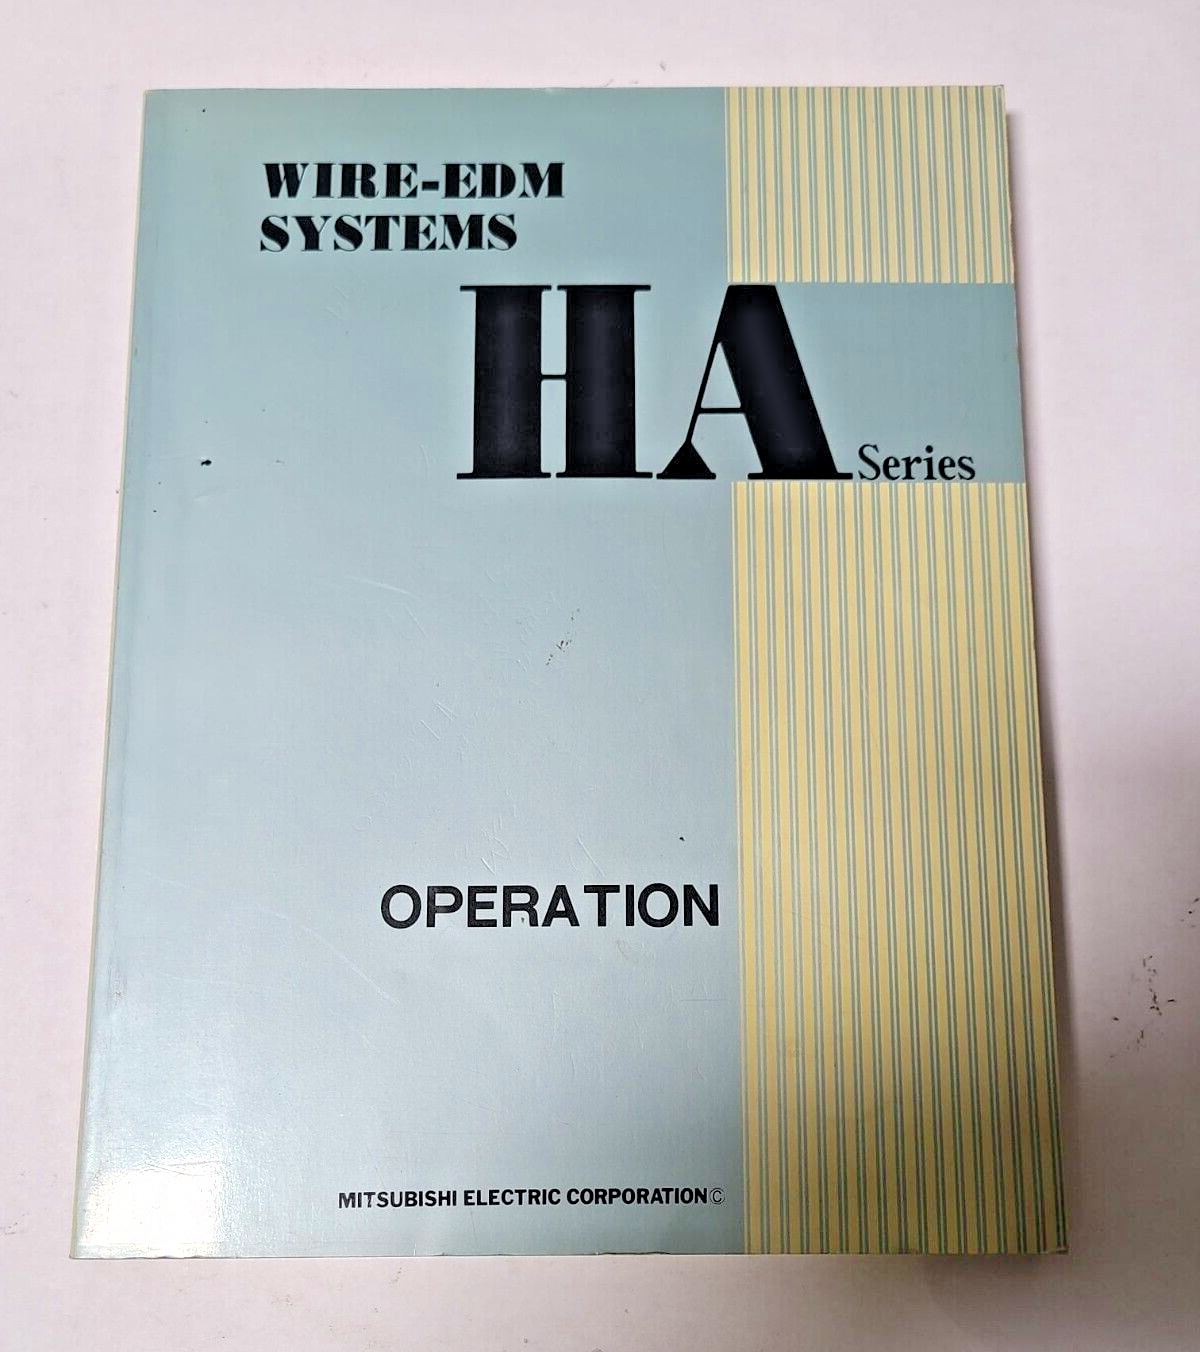 WIRE-EDM
SYSTEMS
HA Series
OPERATION
MITSUBISHI ELECTRIC CORPORATION©